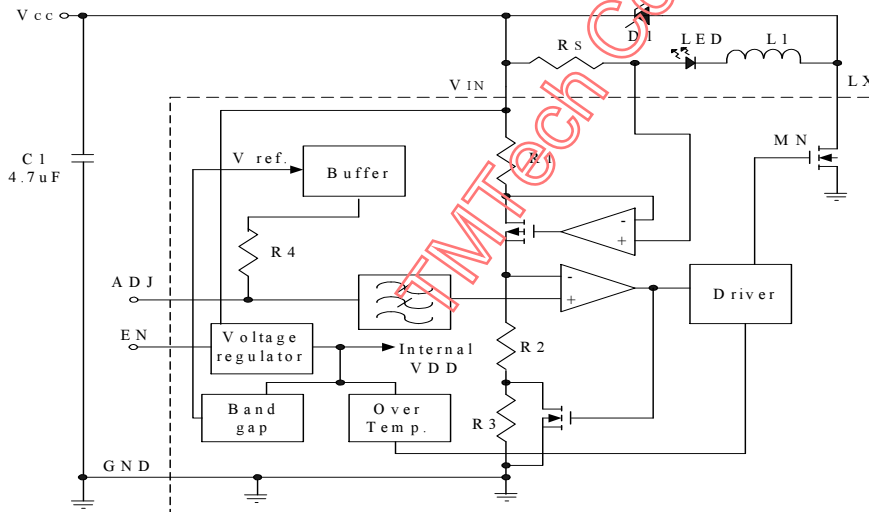 Vcc
D1
LED
L1
RS
VIN
LX
C1
4.7uF
V ref.
Buffer
R1
MN
R4
-
+
ADJ
-
+
Driver
EN
Voltage
regulator
Internal
VDD
R2
Band
gap
Over
Temp.
R3
GND
TMTech